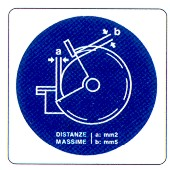 a
b
DISTANZE | a: mm2
MASSIME | b: mm5